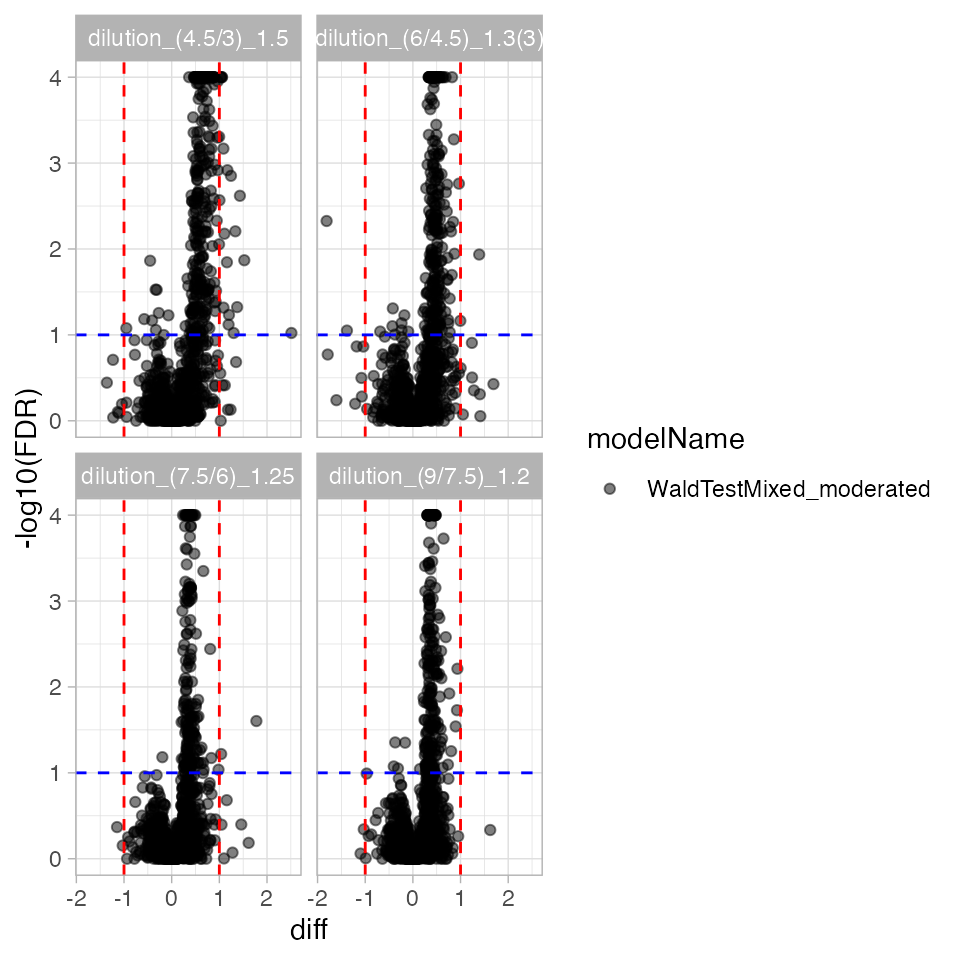 dilution_(4.5/3)_1.5
dilution_(6/4.5)_1.3(3)
4
3
2
1
0
dilution_(7.5/6)_1.25
dilution_(9/7.5)_1.2
4
3
2
1
0
-2 -1 0 1 2
-2 -1 0 1 2
diff
-log10(FDR)
modelName
WaldTestMixed_moderated